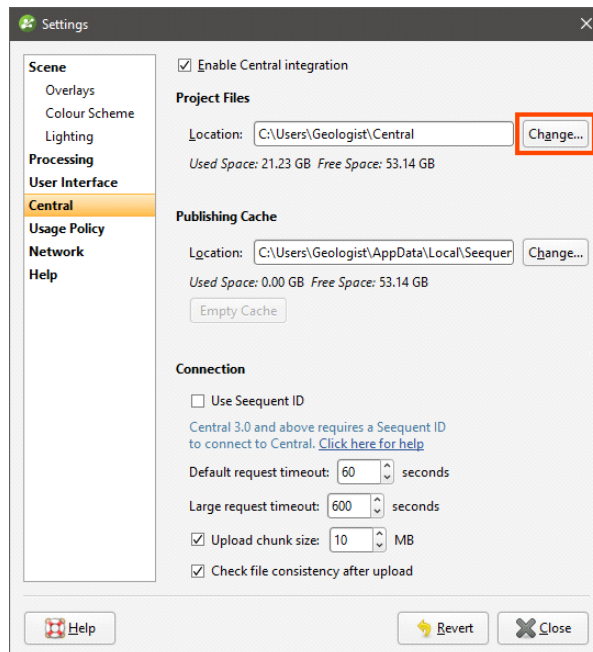 Settings
Scene
Overlays
Colour Scheme
Lighting
Processing
User Interface
Central
Usage Policy
Network
Help
Enable Central integration
Project Files
Location: C:\Users\Geologist\Central Change...
Used Space: 21.23 GB Free Space: 53.14 GB
Publishing Cache
Location: C:\Users\Geologist\AppData\Local\Seequer Change...
Used Space: 0.00 GB Free Space: 53.14 GB
Empty Cache
Connection
Use Seequent ID
Central 3.0 and above requires a Seequent ID
to connect to Central. Click here for help
Default request timeout: 60 seconds
Large request timeout: 600 seconds
Upload chunk size: 10 MB
Check file consistency after upload
Help Revert Close